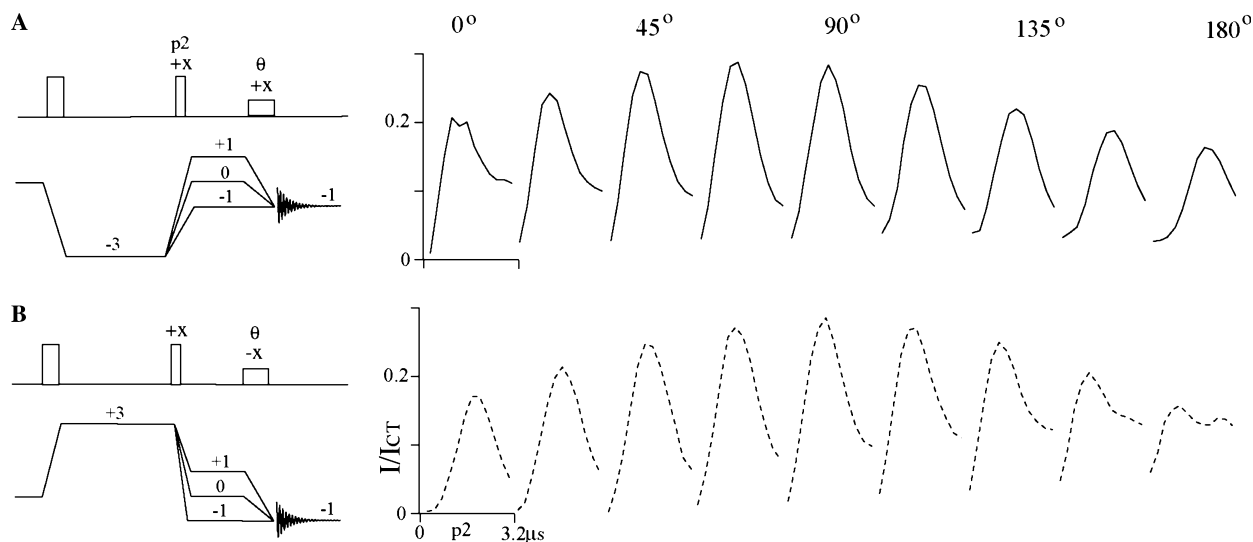 A
0° 45° 90° 135° 180°
p2
+x
θ
+x
0.2
+1
0
-1
-1
-3
0
B
+x
θ
-x
+3
0.2
+1
0
-1
-1
I/ICT
0
0 p2 3.2μs